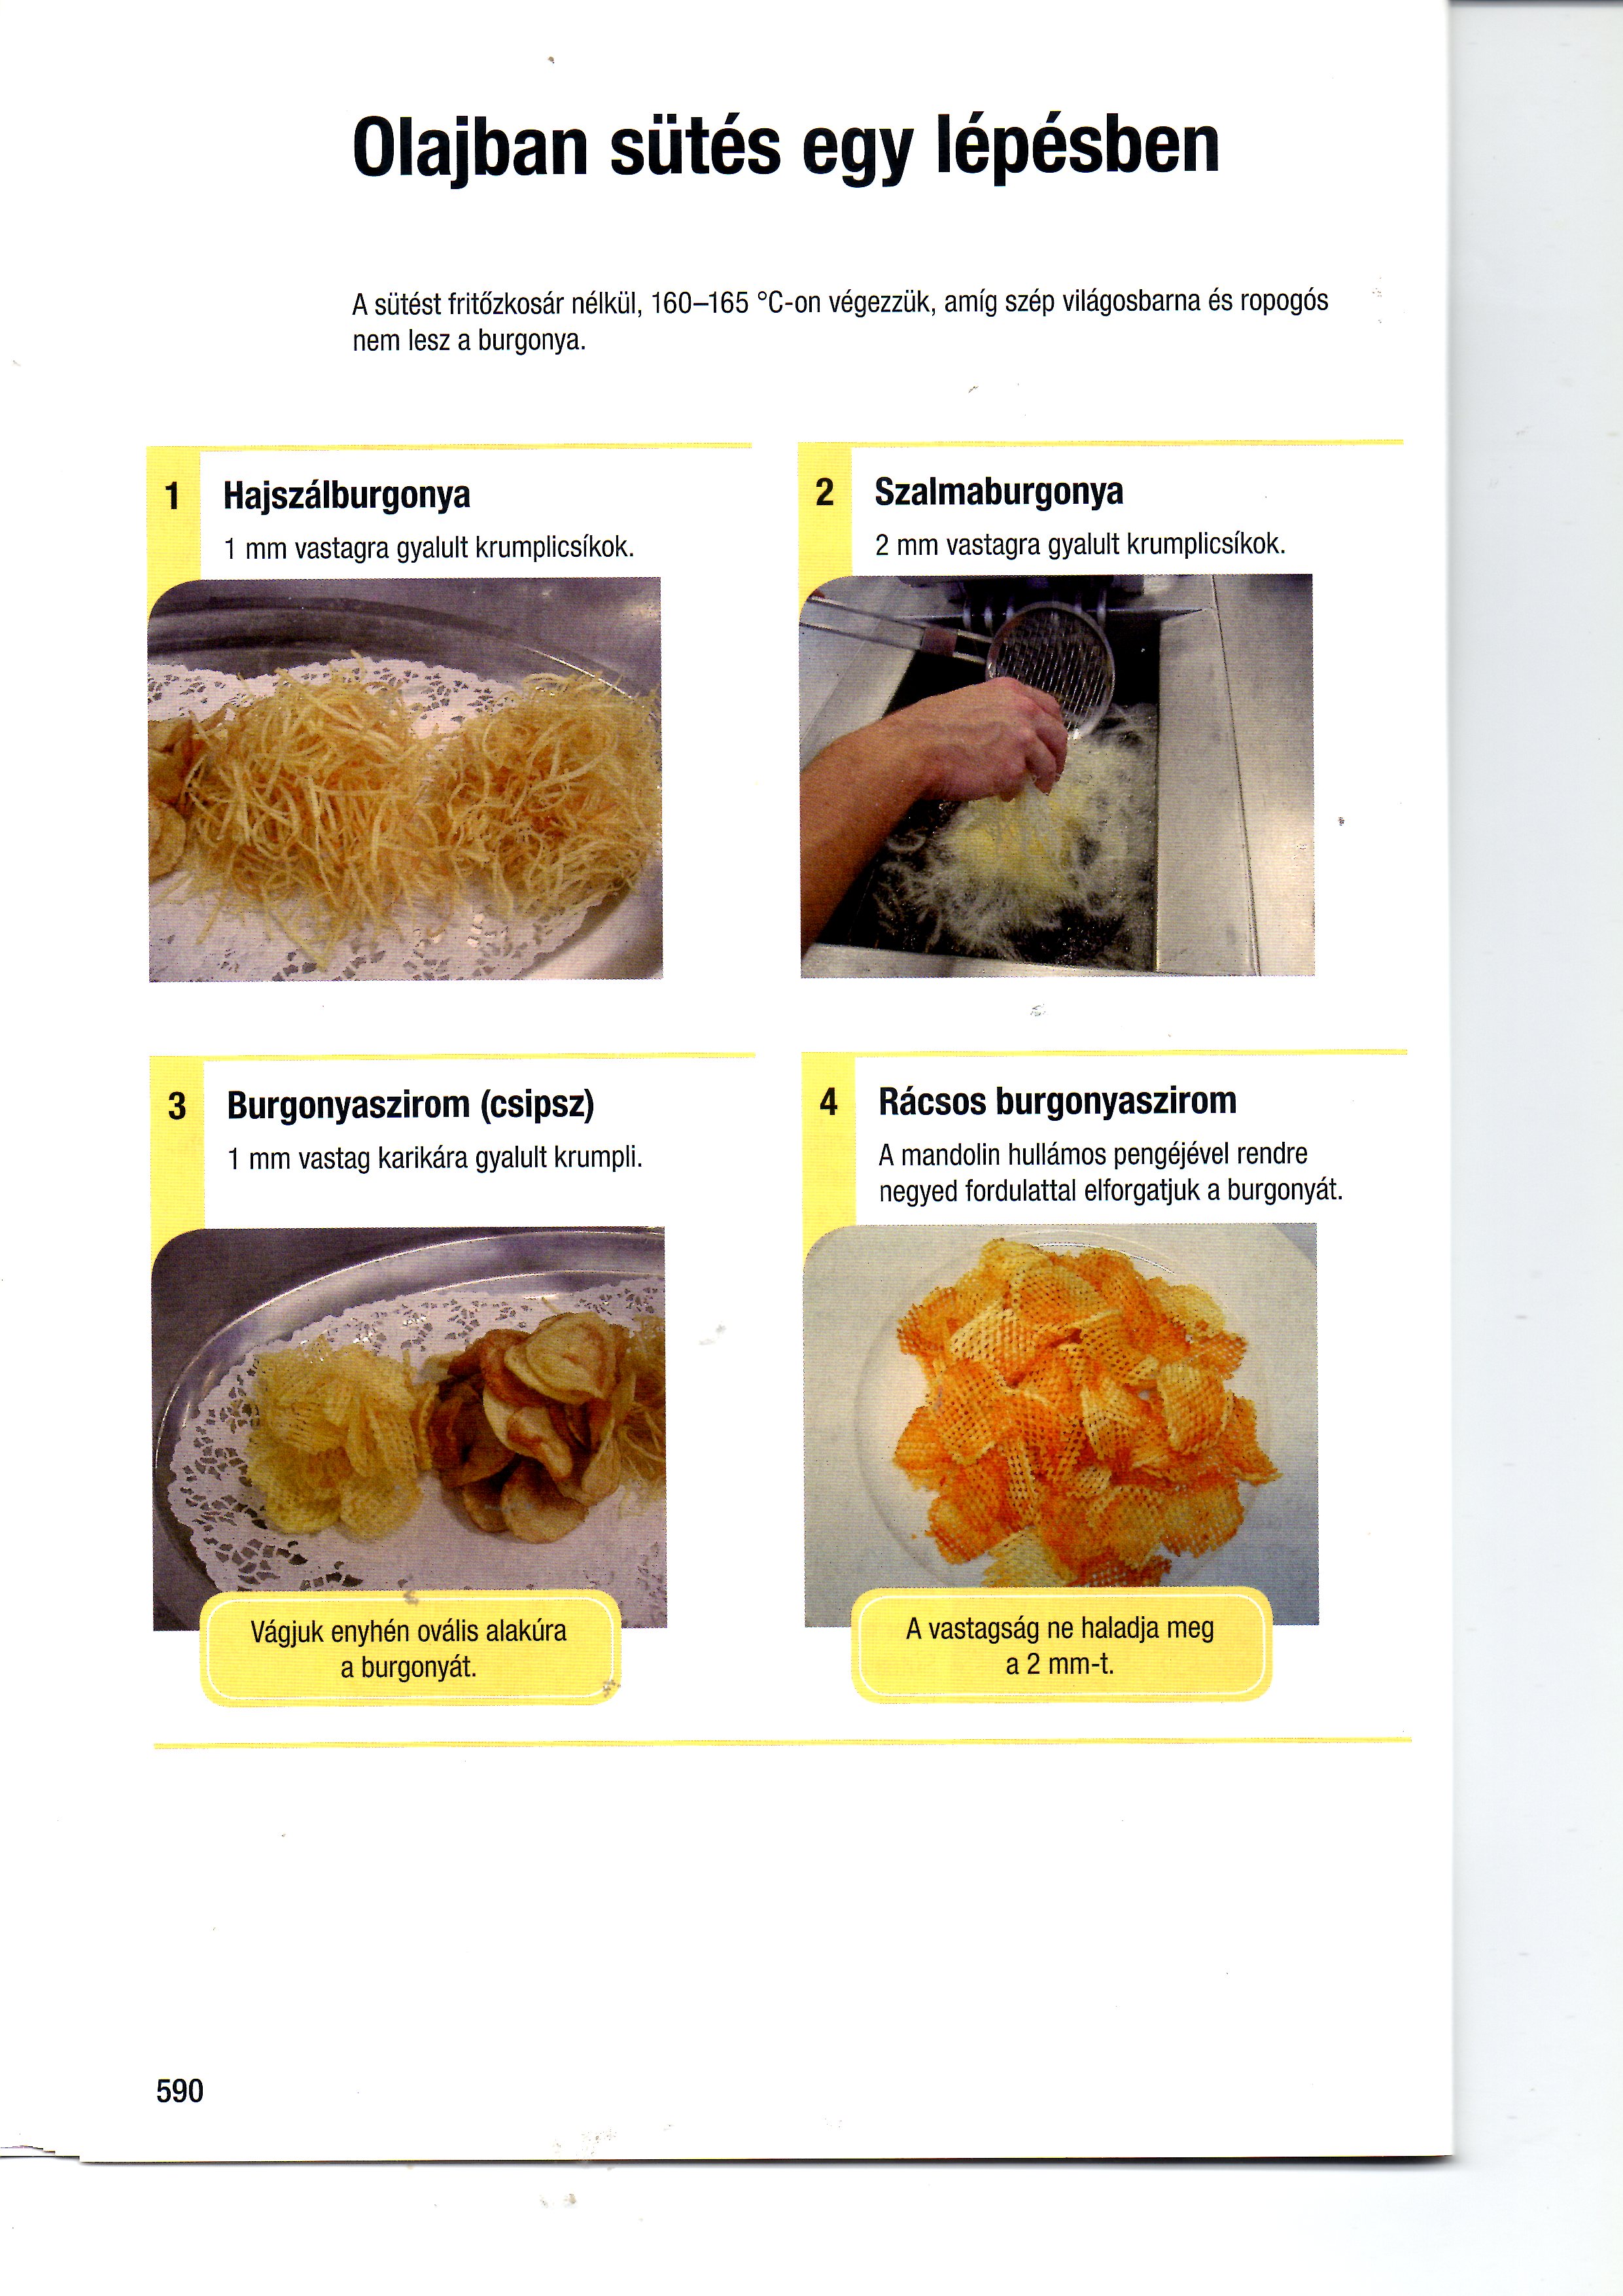 Olajban sütés egy lépésben
A sütést fritőzkosár nélkül, 160–165 °C-on végezzük, amíg szép világosbarna és ropogós
nem lesz a burgonya.
1 Hajszálburgonya
1 mm vastagra gyalult krumplicsíkok.
2 Szalmaburgonya
2 mm vastagra gyalult krumplicsíkok.
3 Burgonyaszirom (csipsz)
1 mm vastag karikára gyalult krumpli.
Vágjuk enyhén ovális alakúra
a burgonyát.
4 Rácsos burgonyaszirom
A mandolin hullámos pengéjével rendre
negyed fordulattal elforgatjuk a burgonyát.
A vastagság ne haladja meg
a 2 mm-t.
590